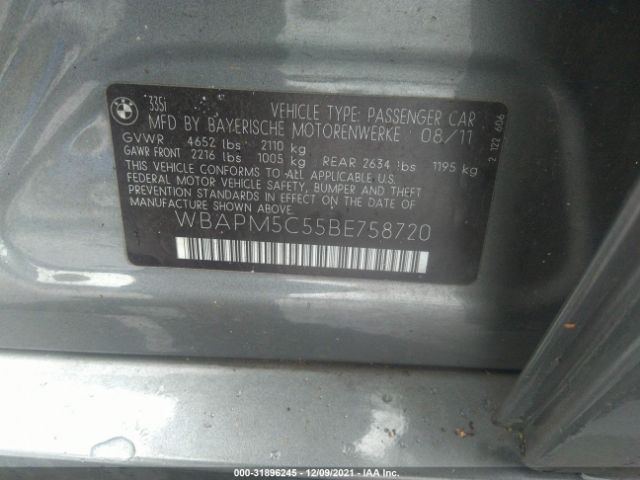 335i VEHICLE TYPE: PASSENGER CAR
MFD BY BAYERISCHE MOTORENWERKE 08/11
GVWR 4652 lbs 2110 kg
GAWR FRONT 2216 lbs 1005 kg REAR 2634 lbs 1195 kg
THIS VEHICLE CONFORMS TO ALL APPLICABLE U.S.
FEDERAL MOTOR VEHICLE SAFETY, BUMPER AND THEFT
PREVENTION STANDARDS IN EFFECT ON THE DATE OF
MANUFACTURE SHOWN ABOVE.
WBAPM5C55BE758720
2 122 606
000-31896245 - 12/09/2021 - IAA Inc.